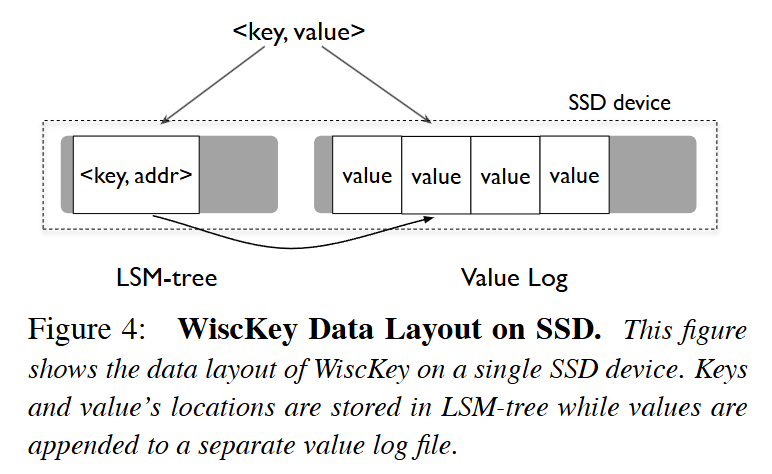 <key, value>
SSD device
<key, addr>
value
value
value
value
LSM-tree
Value Log
Figure 4: WiscKey Data Layout on SSD. This figure
shows the data layout of WiscKey on a single SSD device. Keys
and value's locations are stored in LSM-tree while values are
appended to a separate value log file.